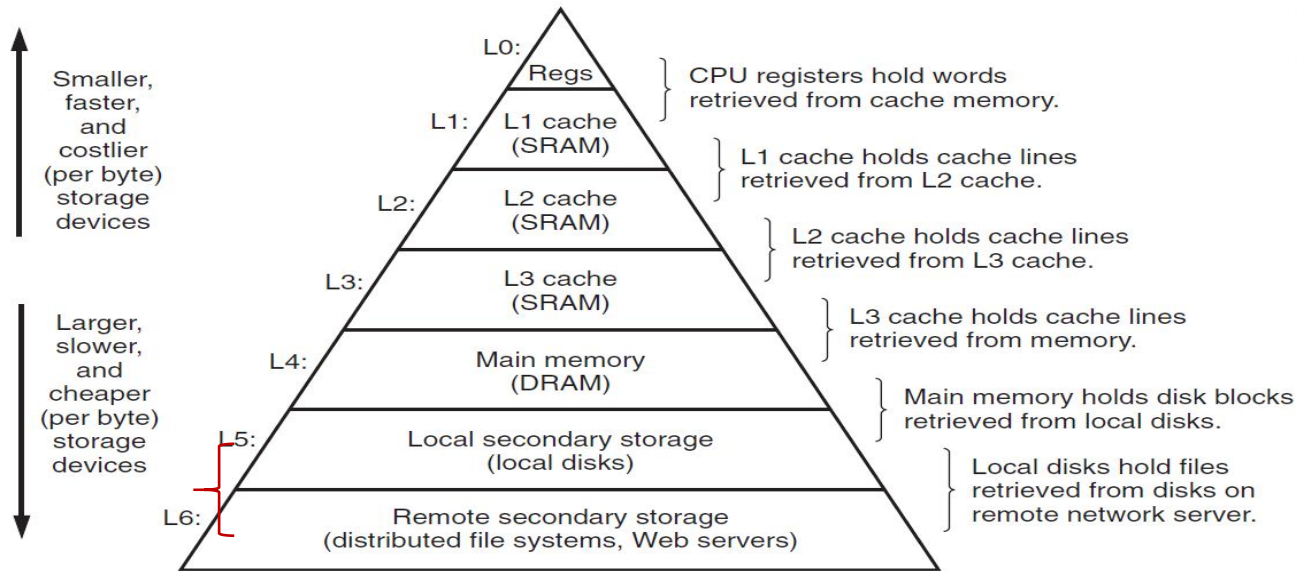 Smaller,
faster,
and
costlier
(per byte)
storage
devices
Larger,
slower,
and
cheaper
(per byte)
storage
devices
L0:
Regs
CPU registers hold words
retrieved from cache memory.
L1:
L1 cache
(SRAM)
L1 cache holds cache lines
retrieved from L2 cache.
L2:
L2 cache
(SRAM)
L2 cache holds cache lines
retrieved from L3 cache.
L3:
L3 cache
(SRAM)
L3 cache holds cache lines
retrieved from memory.
L4:
Main memory
(DRAM)
Main memory holds disk blocks
retrieved from local disks.
L5:
Local secondary storage
(local disks)
Local disks hold files
retrieved from disks on
remote network server.
L6:
Remote secondary storage
(distributed file systems, Web servers)